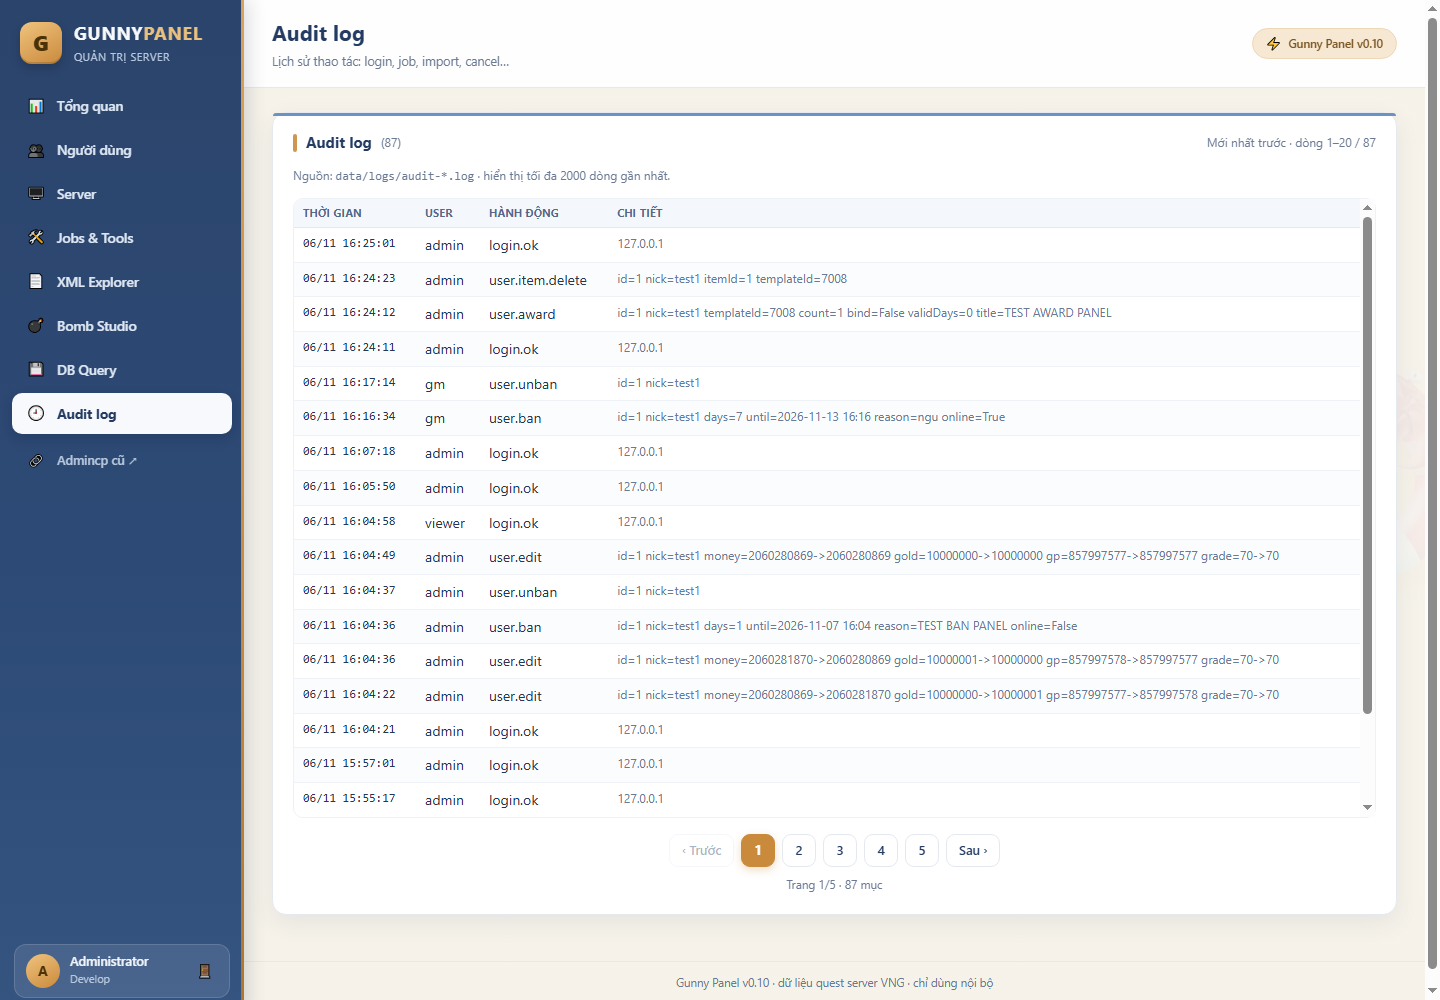 G
GUNNYPANEL
QUẢN TRỊ SERVER
Tổng quan
Người dùng
Server
Jobs & Tools
XML Explorer
Bomb Studio
DB Query
Audit log
Admincp cũ ↗
A
Administrator
Develop
Audit log
Lịch sử thao tác: login, job, import, cancel...
Gunny Panel v0.10
Audit log (87)
Mới nhất trước · dòng 1–20 / 87
Nguồn: data/logs/audit-*.log · hiển thị tối đa 2000 dòng gần nhất.
THỜI GIAN USER HÀNH ĐỘNG CHI TIẾT
06/11 16:25:01 admin login.ok 127.0.0.1
06/11 16:24:23 admin user.item.delete id=1 nick=test1 itemId=1 templateId=7008
06/11 16:24:12 admin user.award id=1 nick=test1 templateId=7008 count=1 bind=False validDays=0 title=TEST AWARD PANEL
06/11 16:24:11 admin login.ok 127.0.0.1
06/11 16:17:14 gm user.unban id=1 nick=test1
06/11 16:16:34 gm user.ban id=1 nick=test1 days=7 until=2026-11-13 16:16 reason=ngu online=True
06/11 16:07:18 admin login.ok 127.0.0.1
06/11 16:05:50 admin login.ok 127.0.0.1
06/11 16:04:58 viewer login.ok 127.0.0.1
06/11 16:04:49 admin user.edit id=1 nick=test1 money=2060280869->2060280869 gold=10000000->10000000 gp=857997577->857997577 grade=70->70
06/11 16:04:37 admin user.unban id=1 nick=test1
06/11 16:04:36 admin user.ban id=1 nick=test1 days=1 until=2026-11-07 16:04 reason=TEST BAN PANEL online=False
06/11 16:04:36 admin user.edit id=1 nick=test1 money=2060281870->2060280869 gold=10000001->10000000 gp=857997578->857997577 grade=70->70
06/11 16:04:22 admin user.edit id=1 nick=test1 money=2060280869->2060281870 gold=10000000->10000001 gp=857997577->857997578 grade=70->70
06/11 16:04:21 admin login.ok 127.0.0.1
06/11 15:57:01 admin login.ok 127.0.0.1
06/11 15:55:17 admin login.ok 127.0.0.1
‹ Trước 1 2 3 4 5 Sau ›
Trang 1/5 · 87 mục
Gunny Panel v0.10 · dữ liệu quest server VNG · chỉ dùng nội bộ